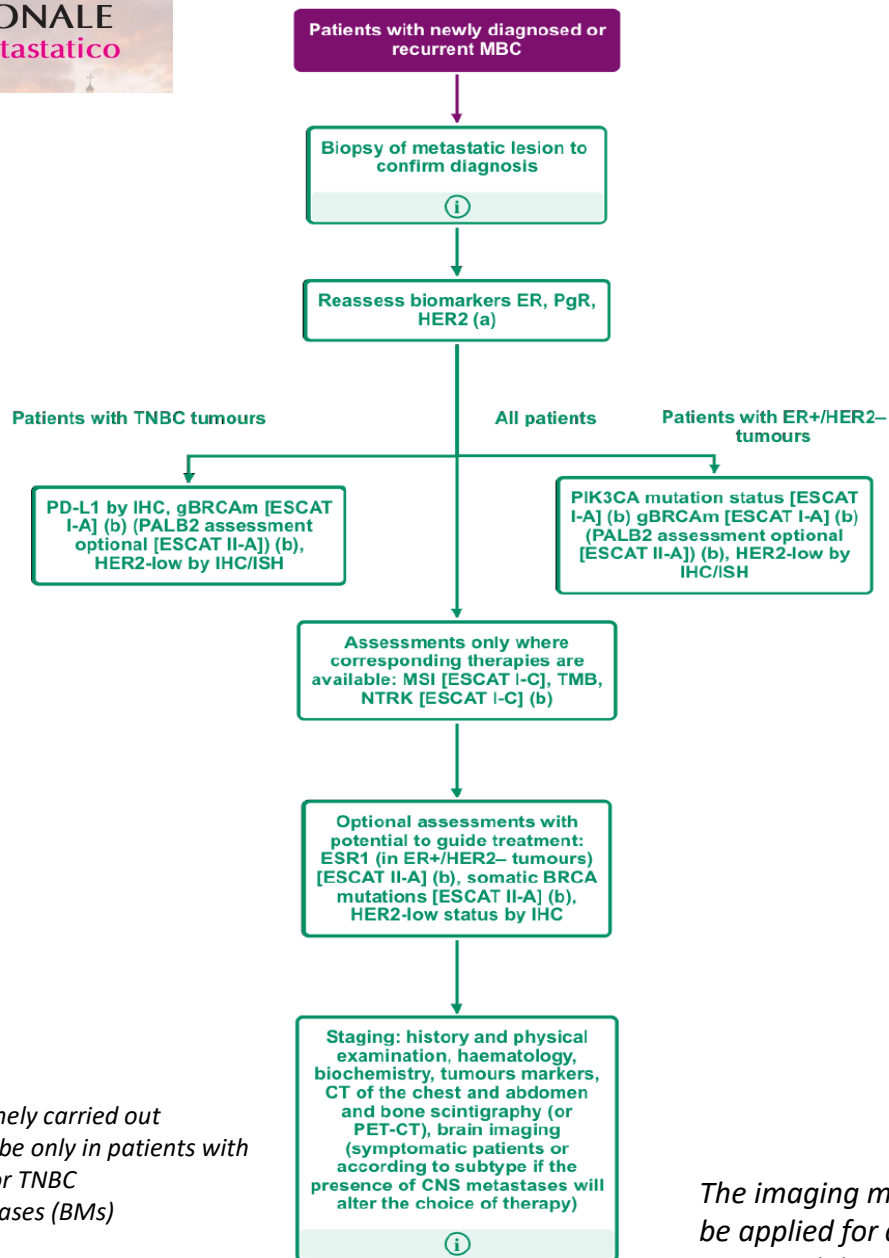 ONALE
tastatico
Patients with newly diagnosed or
recurrent MBC
Biopsy of metastatic lesion to
confirm diagnosis
i
Reassess biomarkers ER, PgR,
HER2 (a)
Patients with TNBC tumours
All patients
Patients with ER+/HER2–
tumours
PD-L1 by IHC, gBRCAm [ESCAT
I-A] (b) (PALB2 assessment
optional [ESCAT II-A]) (b),
HER2-low by IHC/ISH
PIK3CA mutation status [ESCAT
I-A] (b) gBRCAm [ESCAT I-A] (b)
(PALB2 assessment optional
[ESCAT II-A]) (b), HER2-low by
IHC/ISH
Assessments only where
corresponding therapies are
available: MSI [ESCAT I-C], TMB,
NTRK [ESCAT I-C] (b)
Optional assessments with
potential to guide treatment:
ESR1 (in ER+/HER2– tumours)
[ESCAT II-A] (b), somatic BRCA
mutations [ESCAT II-A] (b),
HER2-low status by IHC
Staging: history and physical
examination, haematology,
biochemistry, tumours markers,
CT of the chest and abdomen
and bone scintigraphy (or
PET-CT), brain imaging
(symptomatic patients or
according to subtype if the
presence of CNS metastases will
alter the choice of therapy)
i
nely carried out
be only in patients with
or TNBC
ases (BMs)
The imaging m
be applied for